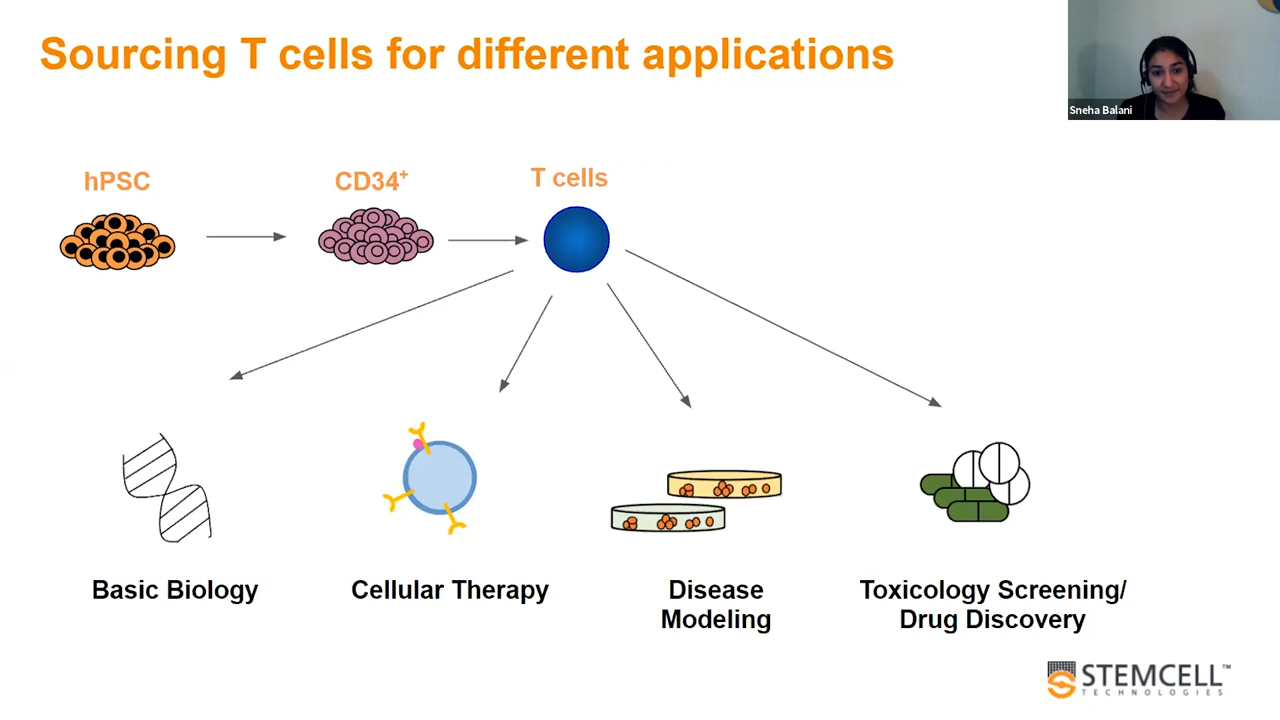 Sourcing T cells for different applications
Sneha Balani
hPSC
CD34⁺
T cells
Basic Biology
Cellular Therapy
Disease
Modeling
Toxicology Screening/
Drug Discovery
STEMCELL™
TECHNOLOGIES